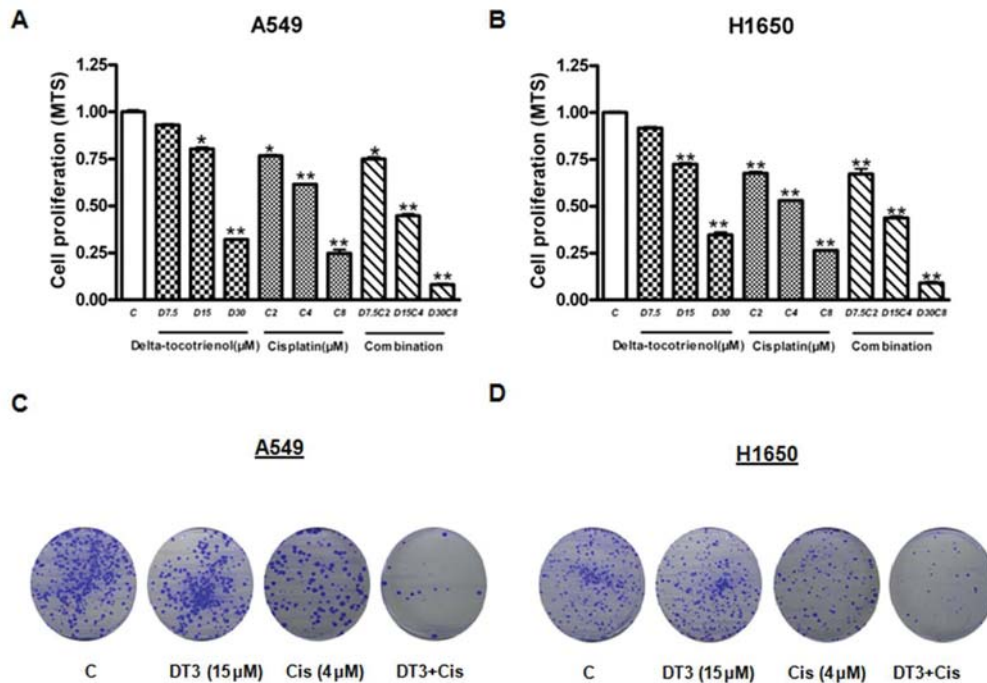 A
A549
Cell proliferation (MTS)
1.25
1.00
0.75
0.50
0.25
0.00
*
**
*
**
**
*
**
**
C D7.5 D15 D30 C2 C4 C8 D7.5C2 D15C4 D30C8
Delta-tocotrienol(µM) Cisplatin(µM) Combination
B
H1650
Cell proliferation (MTS)
1.25
1.00
0.75
0.50
0.25
0.00
**
**
**
**
**
**
**
**
C D7.5 D15 D30 C2 C4 C8 D7.5C2 D15C4 D30C8
Delta-tocotrienol(µM) Cisplatin(µM) Combination
C
A549
C DT3 (15µM) Cis (4µM) DT3+Cis
D
H1650
C DT3 (15µM) Cis (4µM) DT3+Cis